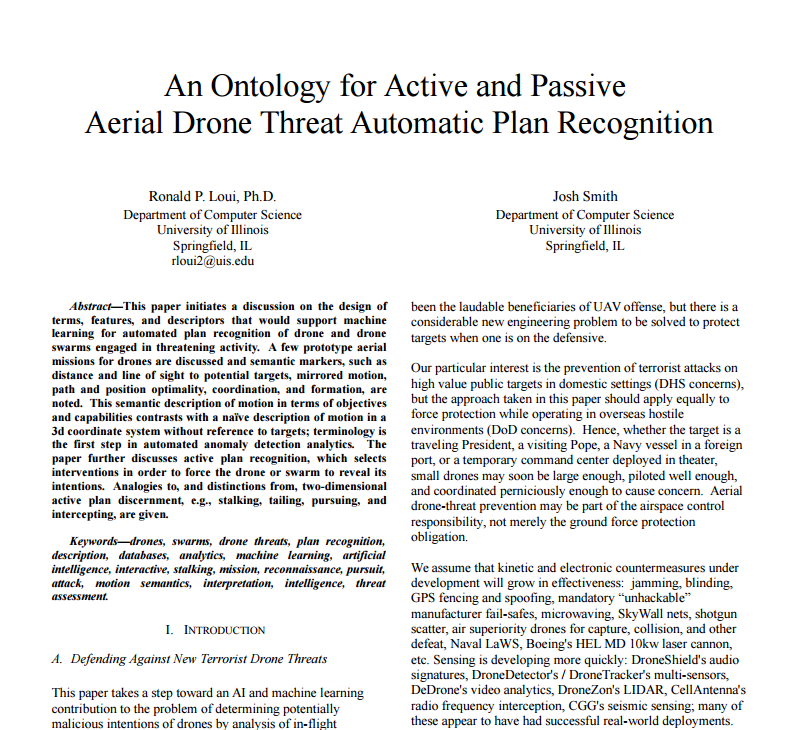 An Ontology for Active and Passive
Aerial Drone Threat Automatic Plan Recognition
Ronald P. Loui, Ph.D.
Department of Computer Science
University of Illinois
Springfield, IL
rloui2@uis.edu
Josh Smith
Department of Computer Science
University of Illinois
Springfield, IL
Abstract—This paper initiates a discussion on the design of
terms, features, and descriptors that would support machine
learning for automated plan recognition of drone and drone
swarms engaged in threatening activity. A few prototype aerial
missions for drones are discussed and semantic markers, such as
distance and line of sight to potential targets, mirrored motion,
path and position optimality, coordination, and formation, are
noted. This semantic description of motion in terms of objectives
and capabilities contrasts with a naïve description of motion in a
3d coordinate system without reference to targets; terminology is
the first step in automated anomaly detection analytics. The
paper further discusses active plan recognition, which selects
interventions in order to force the drone or swarm to reveal its
intentions. Analogies to, and distinctions from, two-dimensional
active plan discernment, e.g., stalking, tailing, pursuing, and
intercepting, are given.
Keywords—drones, swarms, drone threats, plan recognition,
description, databases, analytics, machine learning, artificial
intelligence, interactive, stalking, mission, reconnaissance, pursuit,
attack, motion semantics, interpretation, intelligence, threat
assessment.
I. INTRODUCTION
A. Defending Against New Terrorist Drone Threats
This paper takes a step toward an AI and machine learning
contribution to the problem of determining potentially
malicious intentions of drones by analysis of in-flight
been the laudable beneficiaries of UAV offense, but there is a
considerable new engineering problem to be solved to protect
targets when one is on the defensive.
Our particular interest is the prevention of terrorist attacks on
high value public targets in domestic settings (DHS concerns),
but the approach taken in this paper should apply equally to
force protection while operating in overseas hostile
environments (DoD concerns). Hence, whether the target is a
traveling President, a visiting Pope, a Navy vessel in a foreign
port, or a temporary command center deployed in theater,
small drones may soon be large enough, piloted well enough,
and coordinated perniciously enough to cause concern. Aerial
drone-threat prevention may be part of the airspace control
responsibility, not merely the ground force protection
obligation.
We assume that kinetic and electronic countermeasures under
development will grow in effectiveness: jamming, blinding,
GPS fencing and spoofing, mandatory “unhackable”
manufacturer fail-safes, microwaving, SkyWall nets, shotgun
scatter, air superiority drones for capture, collision, and other
defeat, Naval LaWS, Boeing's HEL MD 10kw laser cannon,
etc. Sensing is developing more quickly: DroneShield's audio
signatures, DroneDetector's / DroneTracker's multi-sensors,
DeDrone's video analytics, DroneZon's LIDAR, CellAntenna's
radio frequency interception, CGG's seismic sensing; many of
these appear to have had successful real-world deployments.